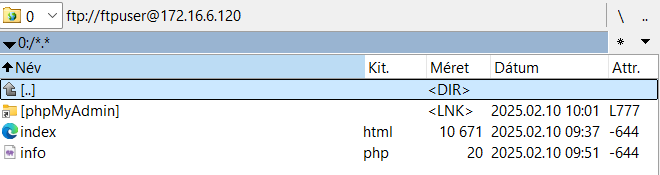 0 ftp://ftpuser@172.16.6.120 \ ..
0:/*.* *
Név Kit. Méret Dátum Attr.
[..] <DIR>
[phpMyAdmin] <LNK> 2025.02.10 10:01 L777
index html 10 671 2025.02.10 09:37 -644
info php 20 2025.02.10 09:51 -644